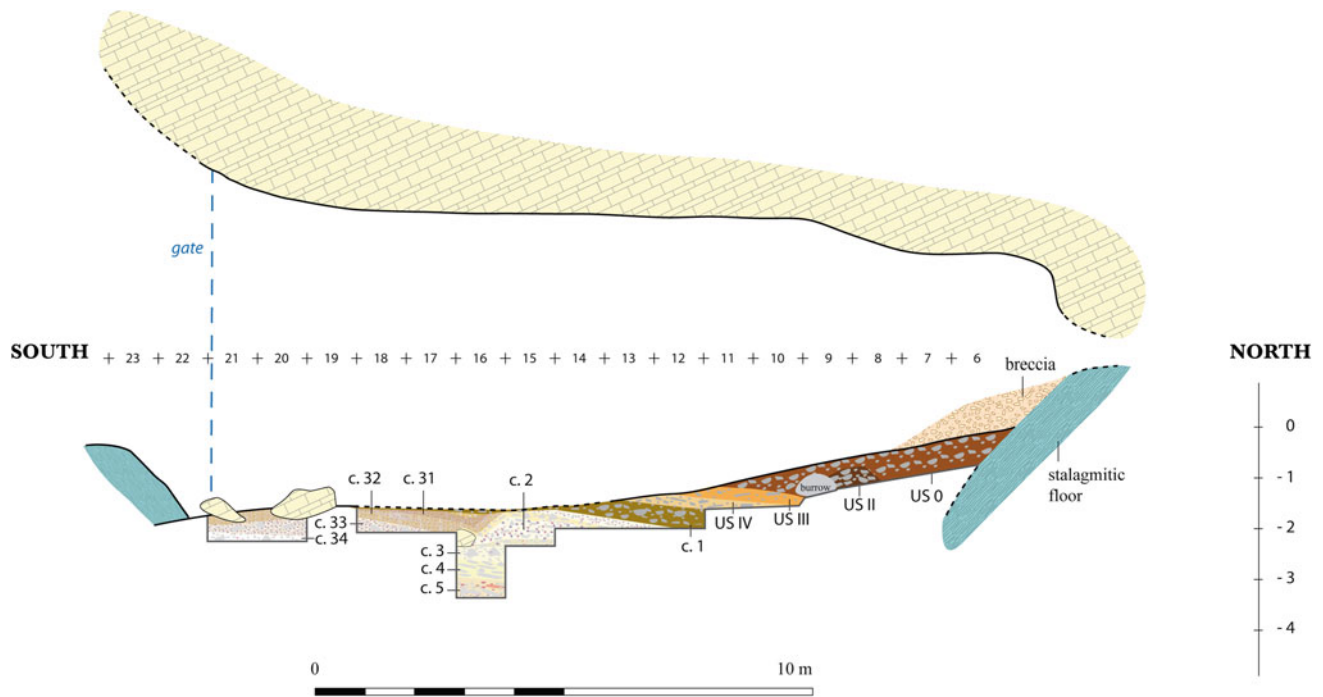 gate
SOUTH
+ 23 + 22 + 21 + 20 + 19 + 18 + 17 + 16 + 15 + 14 + 13 + 12 + 11 + 10 + 9 + 8 + 7 + 6 +
NORTH
breccia
0
stalagmitic
floor
-1
-2
-3
-4
c. 32
c. 31
c. 2
burrow
US II
US 0
US III
US IV
c. 1
c. 33
c. 34
c. 3
c. 4
c. 5
0
10 m